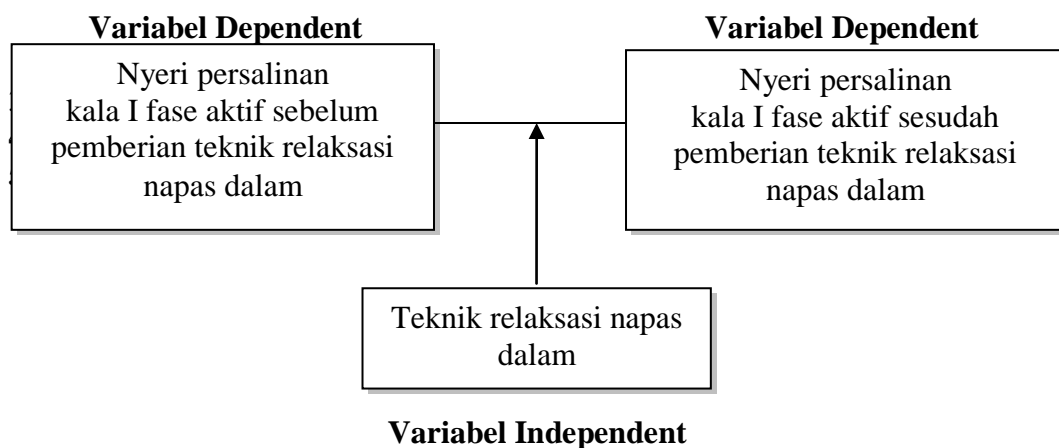 Variabel Dependent
Nyeri persalinan
kala I fase aktif sebelum
pemberian teknik relaksasi
napas dalam
Variabel Dependent
Nyeri persalinan
kala I fase aktif sesudah
pemberian teknik relaksasi
napas dalam
Teknik relaksasi napas
dalam
Variabel Independent